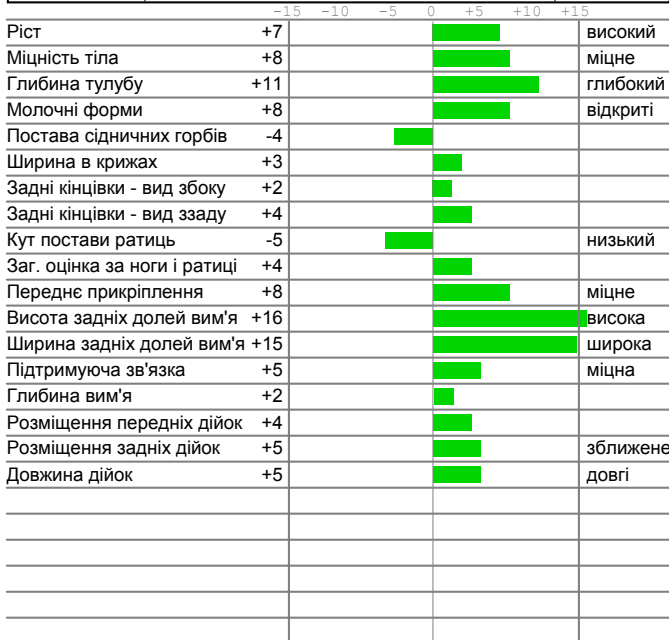 -15 -10 -5 0 +5 +10 +15
Ріст +7 високий
Міцність тіла +8 міцне
Глибина тулубу +11 глибокий
Молочні форми +8 відкриті
Постава сідничних горбів -4
Ширина в крижах +3
Задні кінцівки - вид збоку +2
Задні кінцівки - вид ззаду +4
Кут постави ратиць -5 низький
Заг. оцінка за ноги і ратиці +4
Переднє прикріплення +8 міцне
Висота задніх долей вим'я +16 висока
Ширина задніх долей вим'я +15 широка
Підтримуюча зв'язка +5 міцна
Глибина вим'я +2
Розміщення передніх дійок +4
Розміщення задніх дійок +5 зближене
Довжина дійок +5 довгі